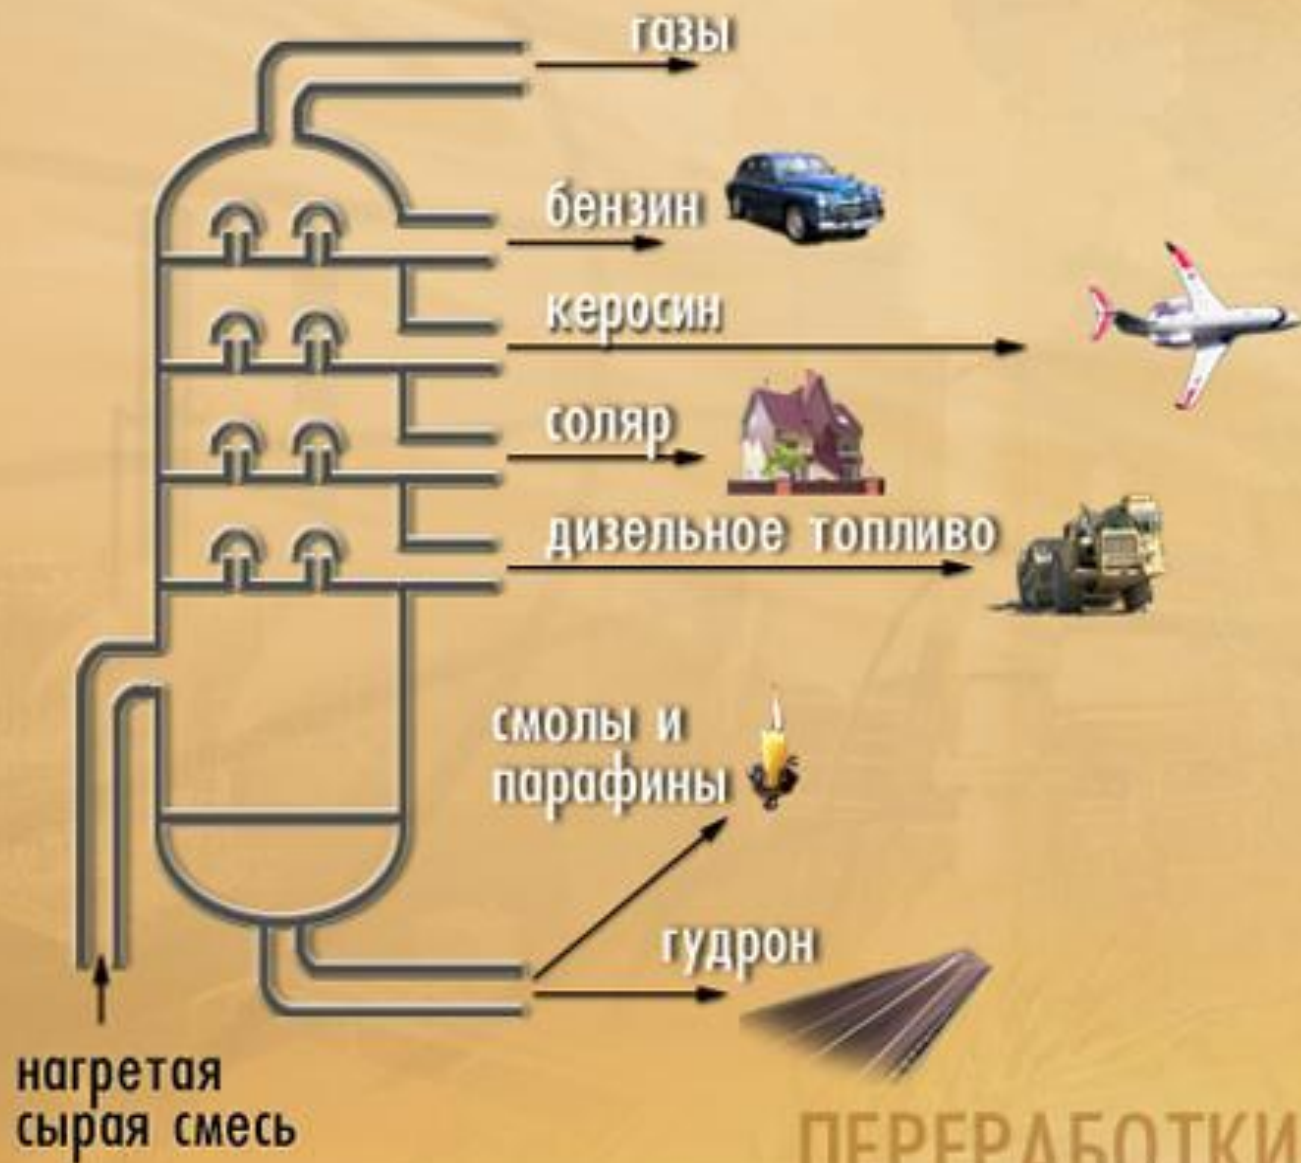 газы
бензин
керосин
соляр
дизельное топливо
смолы и
парафины
гудрон
нагретая
сырая смесь
ПЕРЕРАБОТКИ